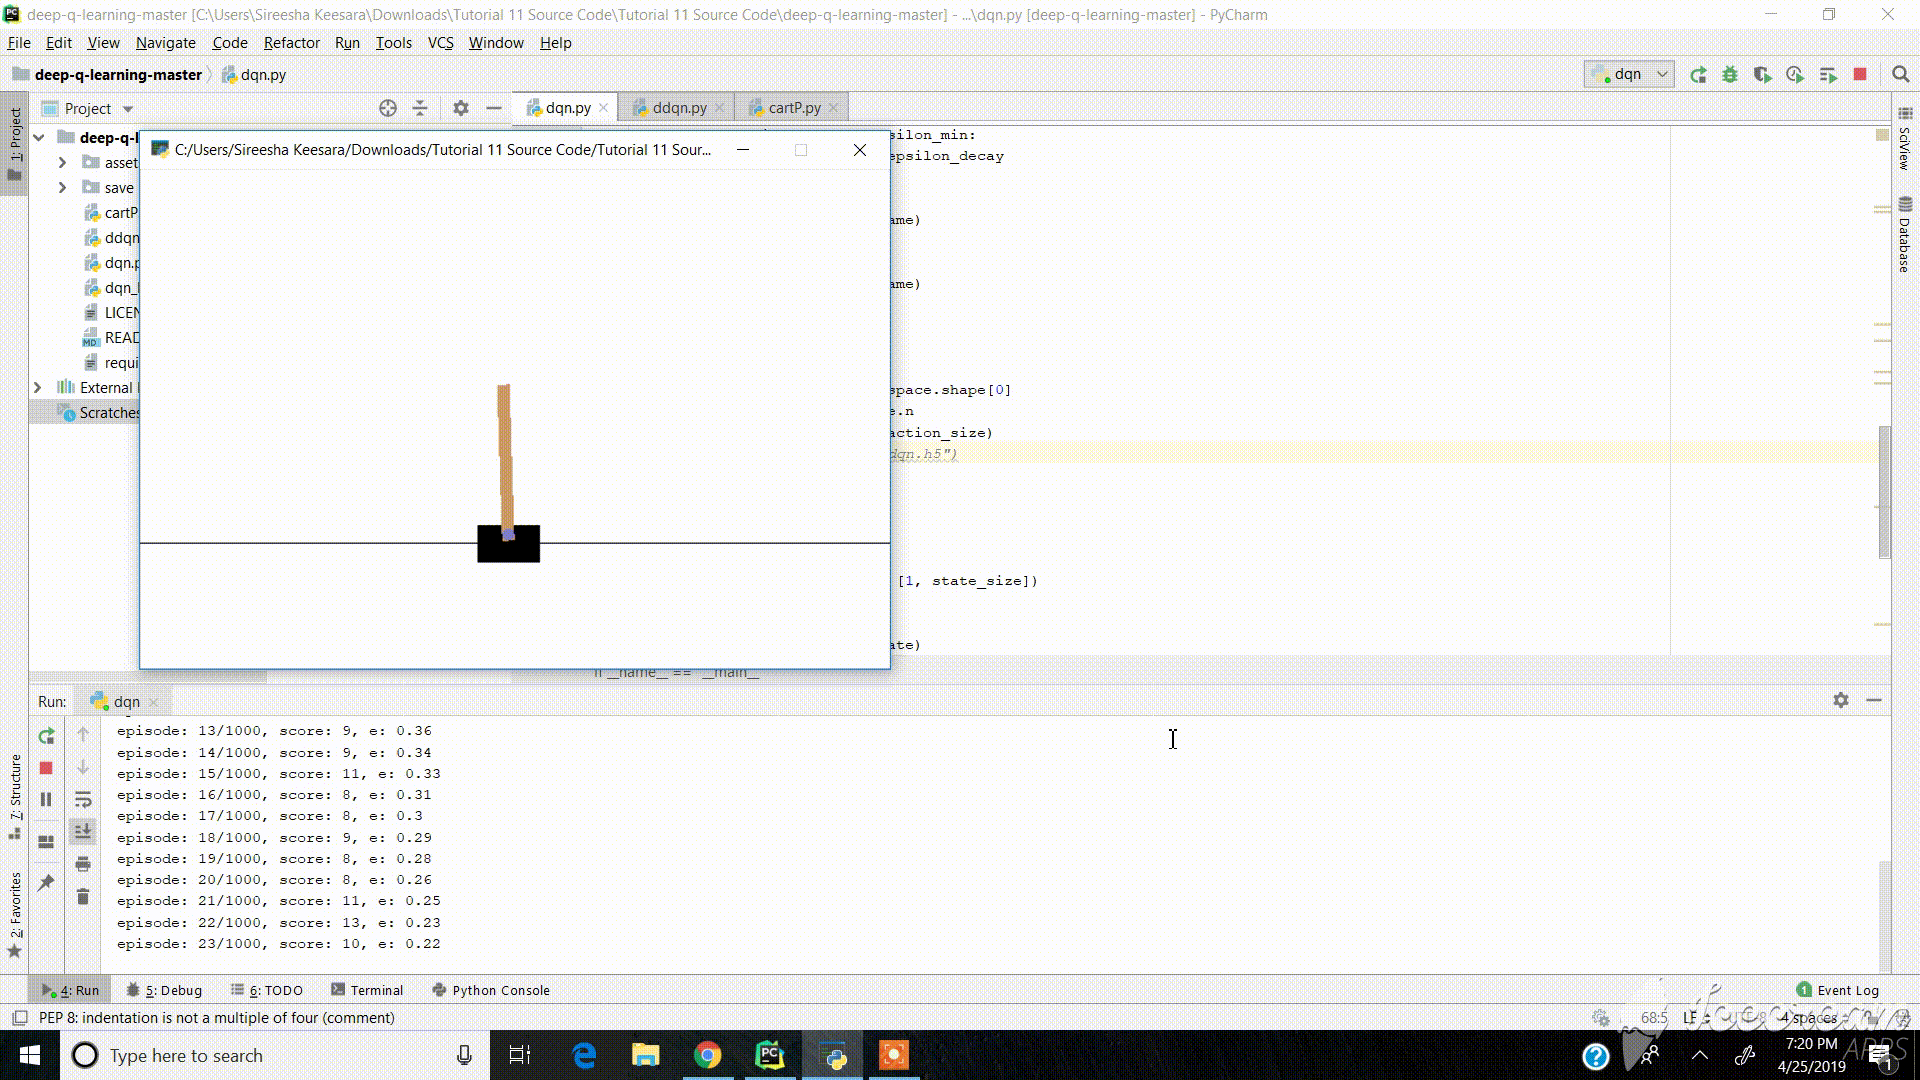 deep-q-learning-master [C:\Users\Sireesha Keesara\Downloads\Tutorial 11 Source Code\Tutorial 11 Source Code\deep-q-learning-master] - ...\dqn.py [deep-q-learning-master] - PyCharm
File Edit View Navigate Code Refactor Run Tools VCS Window Help
deep-q-learning-master dqn.py dqn
Project dqn.py ddqn.py cartP.py
1: Project
SciView
Database
deep-q-l
asset
save
cartP
ddqn
dqn.p
dqn_
LICEN
READ
requi
External
Scratches
C:/Users/Sireesha Keesara/Downloads/Tutorial 11 Source Code/Tutorial 11 Sour...
silon_min:
epsilon_decay
ame)
ame)
space.shape[0]
e.n
action_size)
dqn.h5")
[1, state_size])
ate)
if __name__ == '__main__'
Run: dqn
7: Structure
2: Favorites
episode: 13/1000, score: 9, e: 0.36
episode: 14/1000, score: 9, e: 0.34
episode: 15/1000, score: 11, e: 0.33
episode: 16/1000, score: 8, e: 0.31
episode: 17/1000, score: 8, e: 0.3
episode: 18/1000, score: 9, e: 0.29
episode: 19/1000, score: 8, e: 0.28
episode: 20/1000, score: 8, e: 0.26
episode: 21/1000, score: 11, e: 0.25
episode: 22/1000, score: 13, e: 0.23
episode: 23/1000, score: 10, e: 0.22
4: Run 5: Debug 6: TODO Terminal Python Console 1 Event Log
PEP 8: indentation is not a multiple of four (comment) 68:5 LF UTF-8 4 spaces
Type here to search
7:20 PM
4/25/2019
1
APPS